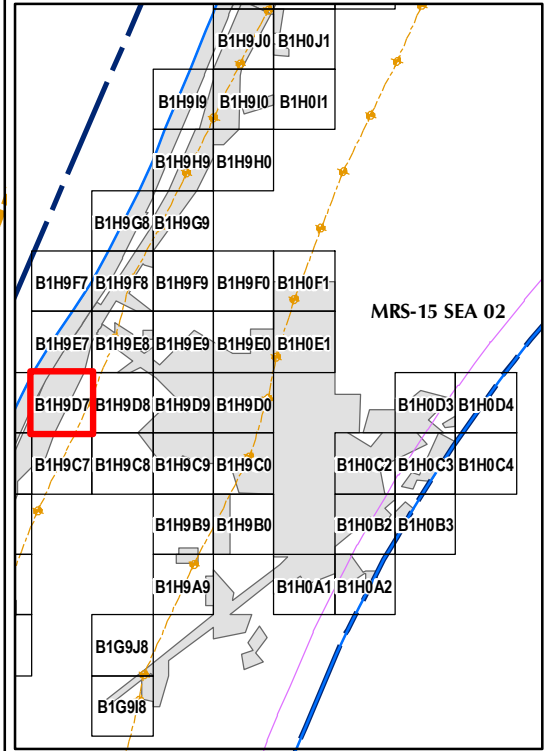 B1H9J0 B1H0J1
B1H9I9 B1H9I0 B1H0I1
B1H9H9 B1H9H0
B1H9G8 B1H9G9
B1H9F7 B1H9F8 B1H9F9 B1H9F0 B1H0F1
MRS-15 SEA 02
B1H9E7 B1H9E8 B1H9E9 B1H9E0 B1H0E1
B1H9D7 B1H9D8 B1H9D9 B1H9D0 B1H0D3 B1H0D4
B1H9C7 B1H9C8 B1H9C9 B1H9C0 B1H0C2 B1H0C3 B1H0C4
B1H9B9 B1H9B0 B1H0B2 B1H0B3
B1H9A9 B1H0A1 B1H0A2
B1G9J8
B1G9I8